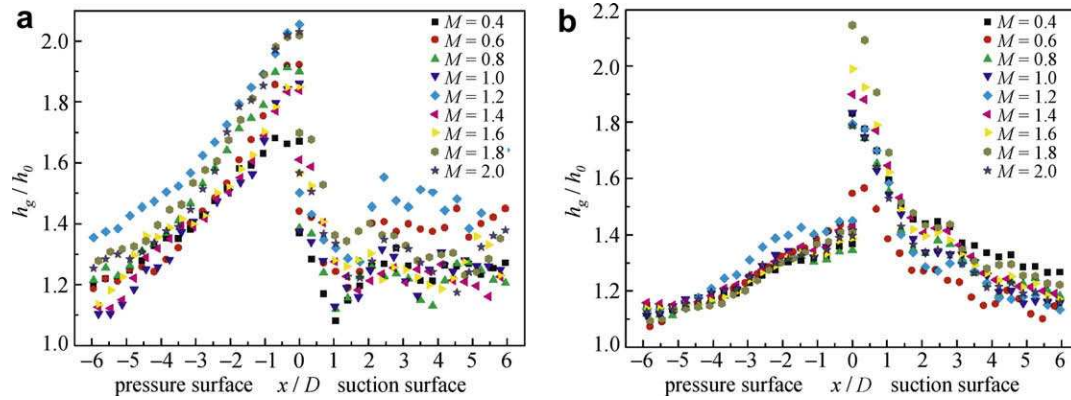 a
2.0
1.8
1.6
1.4
1.2
1.0
h_g / h_0
M = 0.4
M = 0.6
M = 0.8
M = 1.0
M = 1.2
M = 1.4
M = 1.6
M = 1.8
M = 2.0
−6 −5 −4 −3 −2 −1 0 1 2 3 4 5 6
pressure surface x / D suction surface
b
2.2
2.0
1.8
1.6
1.4
1.2
1.0
h_g / h_0
M = 0.4
M = 0.6
M = 0.8
M = 1.0
M = 1.2
M = 1.4
M = 1.6
M = 1.8
M = 2.0
−6 −5 −4 −3 −2 −1 0 1 2 3 4 5 6
pressure surface x / D suction surface